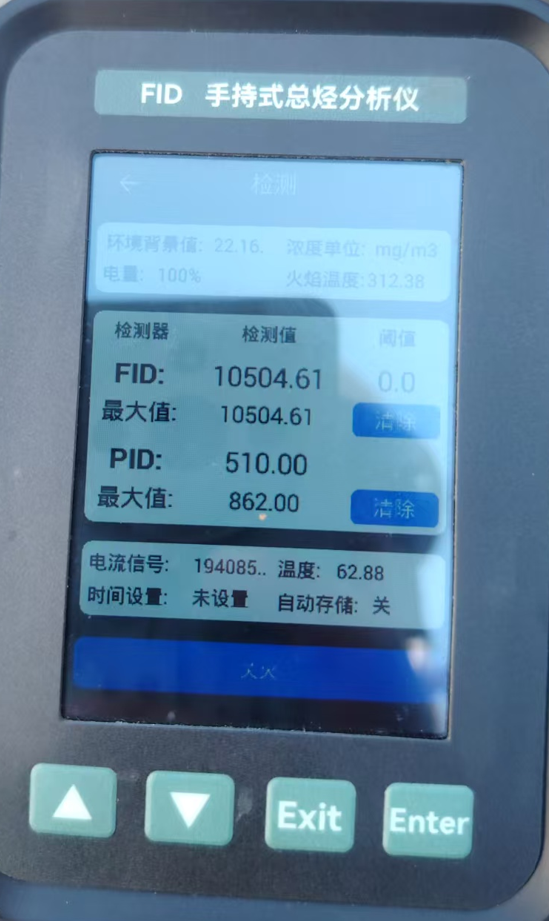 FID 手持式总烃分析仪
← 检测
环境背景值: 22.16. 浓度单位: mg/m3
电量: 100% 火焰温度:312.38
检测器 检测值 阈值
FID: 10504.61 0.0
最大值: 10504.61 清除
PID: 510.00
最大值: 862.00 清除
电流信号: 194085.. 温度: 62.88
时间设置: 未设置 自动存储: 关
Exit Enter